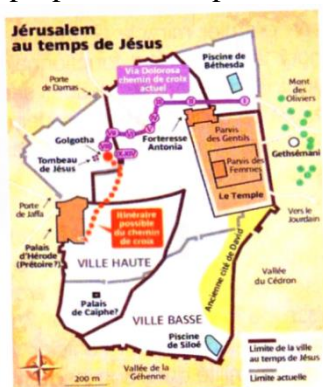 Jérusalem
au temps de Jésus
Via Dolorosa
chemin de croix
actuel
Piscine de
Béthesda
Porte
de Damas
Mont
des
Oliviers
Golgotha
Forteresse
Antonia
Parvis
des Gentils
Gethsémani
Tombeau
de Jésus
Parvis des
Femmes
Le Temple
Porte
de Jaffa
Itinéraire
possible
du chemin
de croix
Vers le
Jourdain
Palais
d'Hérode
(Prétoire?)
VILLE HAUTE
Ancienne cité de David
Vallée
du
Cédron
Palais
de Caïphe?
VILLE BASSE
Piscine
de Siloé
Limite de la ville
au temps de Jésus
Limite actuelle
200 m
Vallée de la
Géhenne